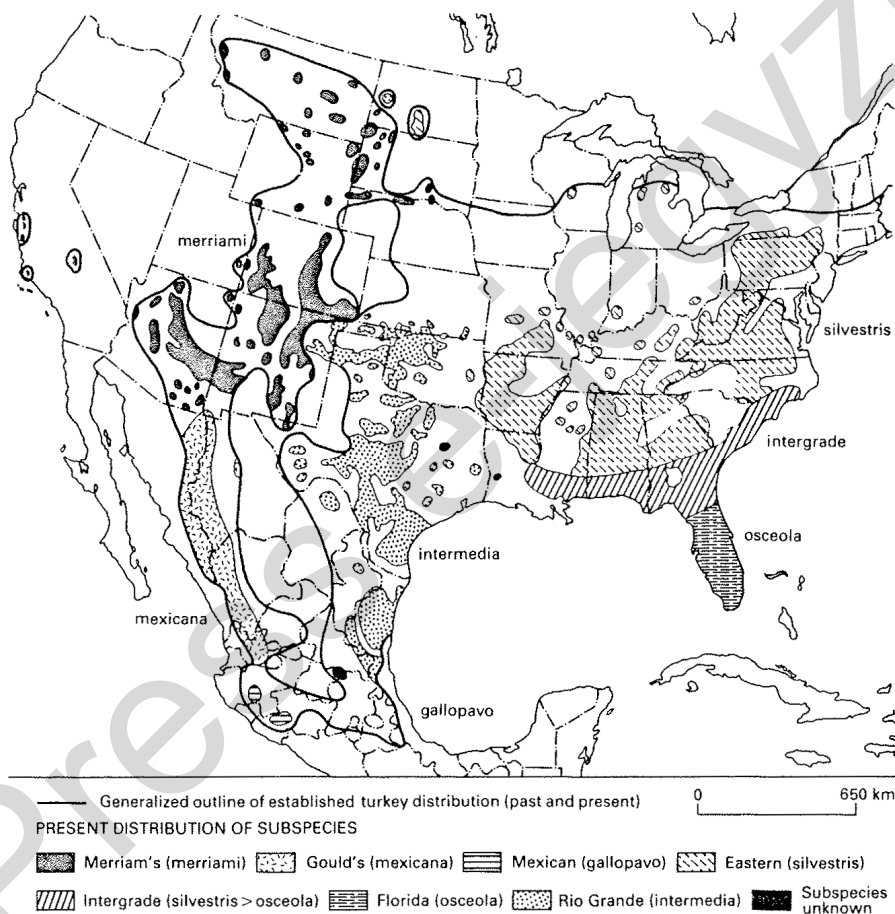 merriami
silvestris
intergrade
osceola
intermedia
mexicana
gallopavo
Generalized outline of established turkey distribution (past and present)
0 650 km
PRESENT DISTRIBUTION OF SUBSPECIES
Merriam's (merriami) Gould's (mexicana) Mexican (gallopavo) Eastern (silvestris)
Intergrade (silvestris > osceola) Florida (osceola) Rio Grande (intermedia) Subspecies unknown